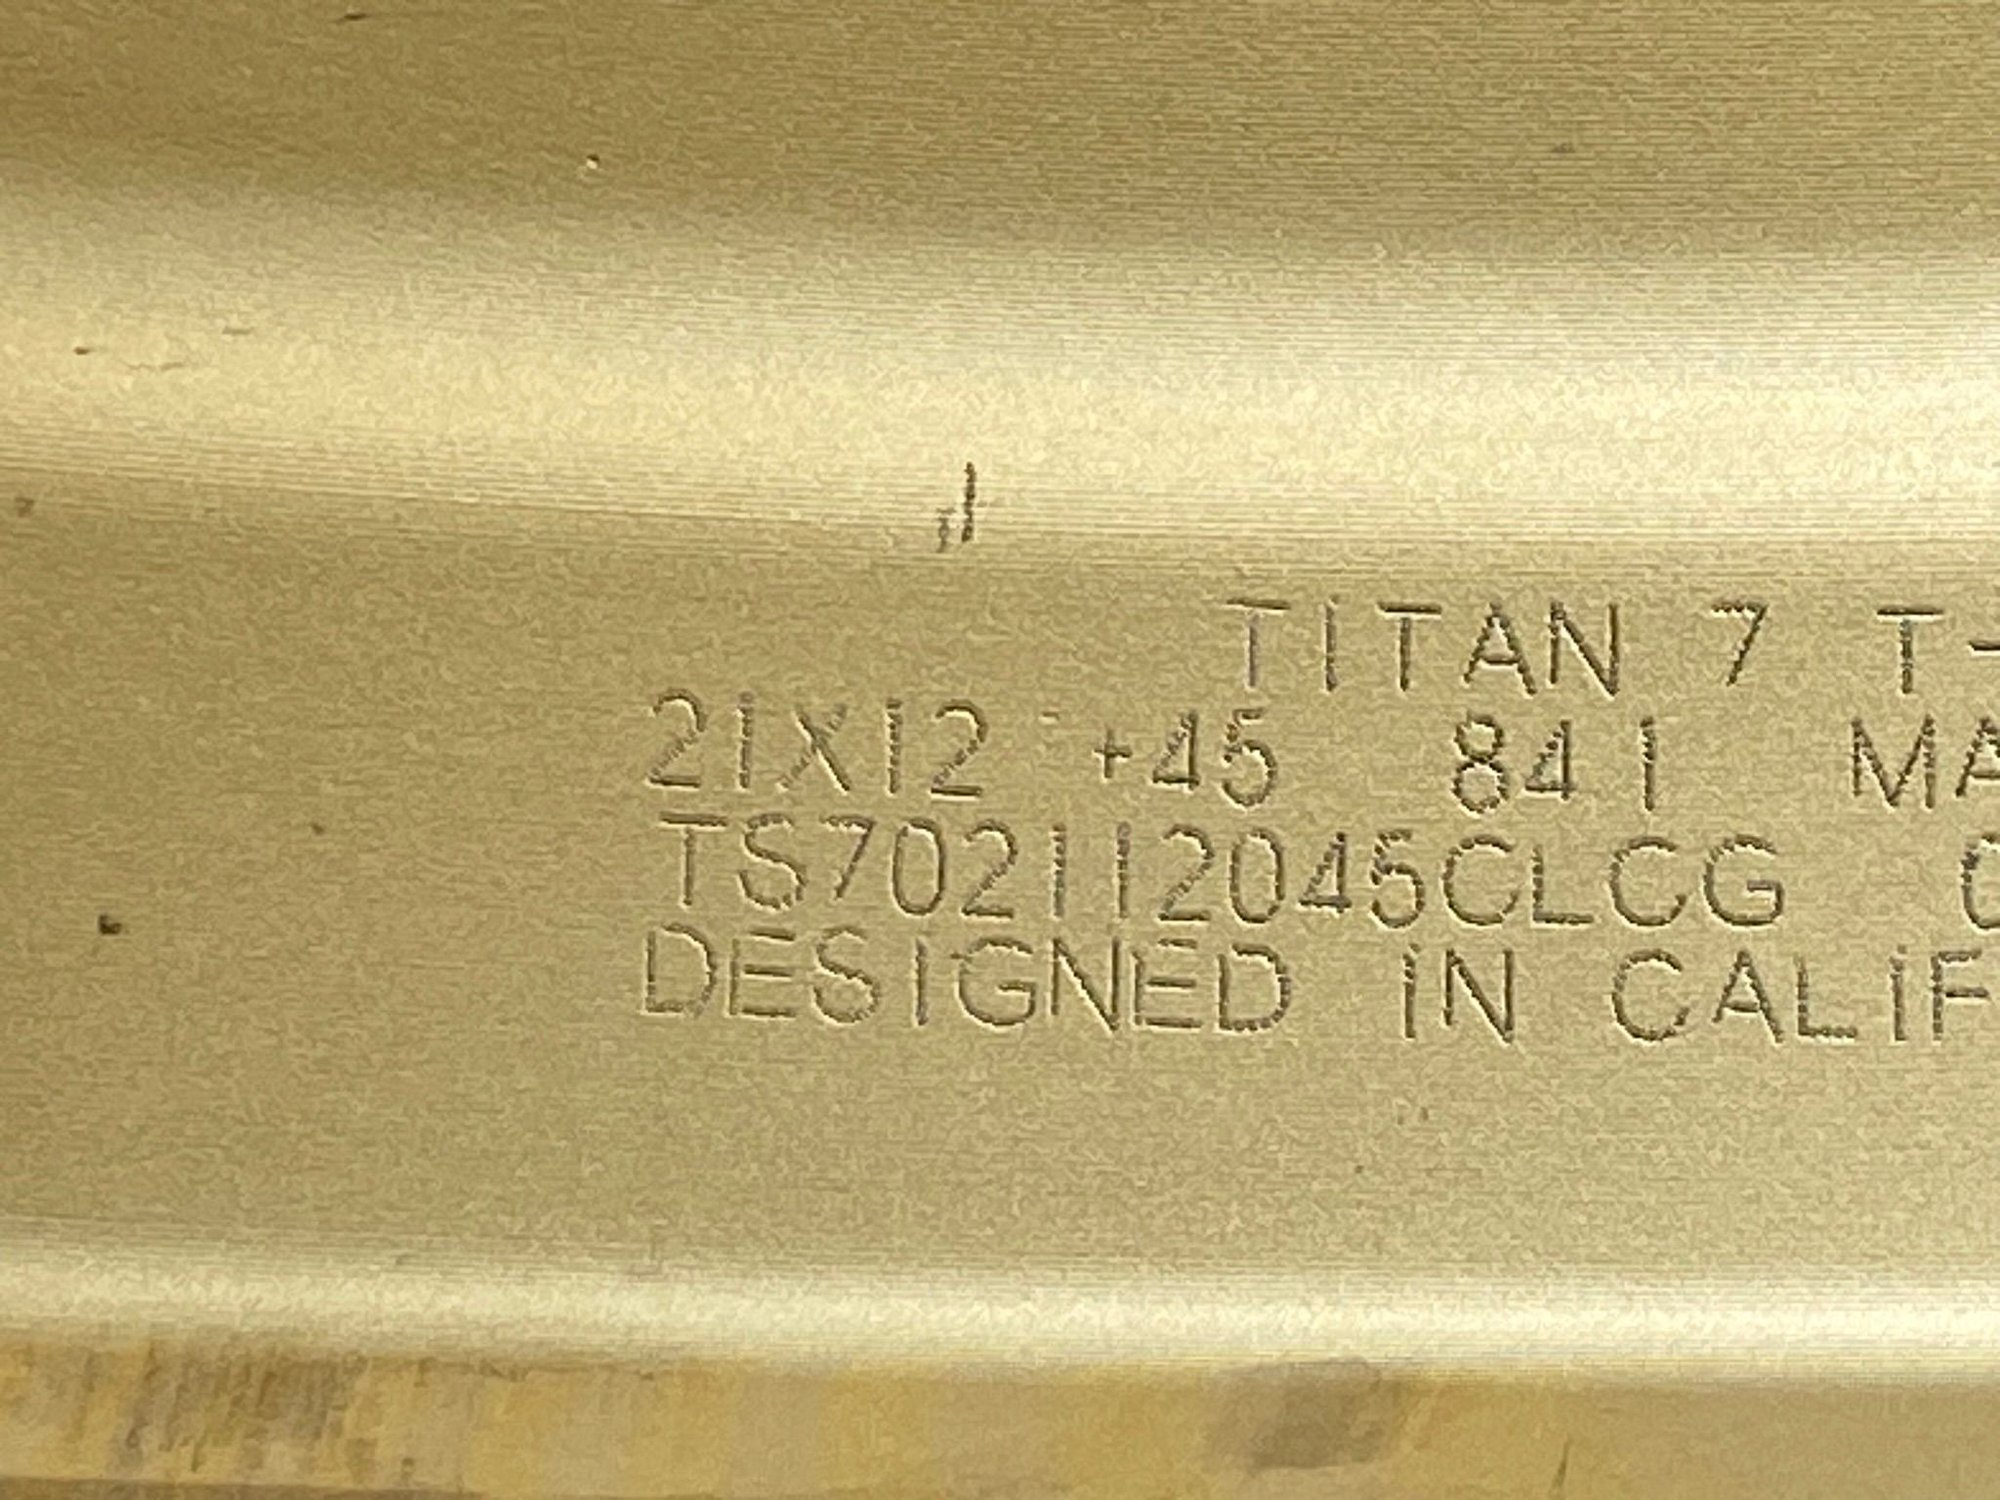 TITAN 7 T-
21X12 +45 841 MA
TS702112045CLCG
DESIGNED IN CALIF